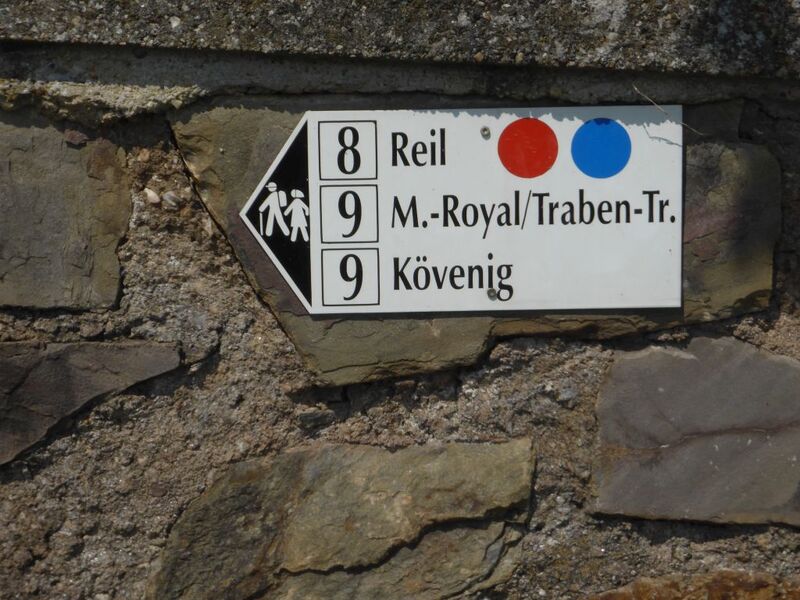 8 Reil
9 M.-Royal/Traben-Tr.
9 Kövenig